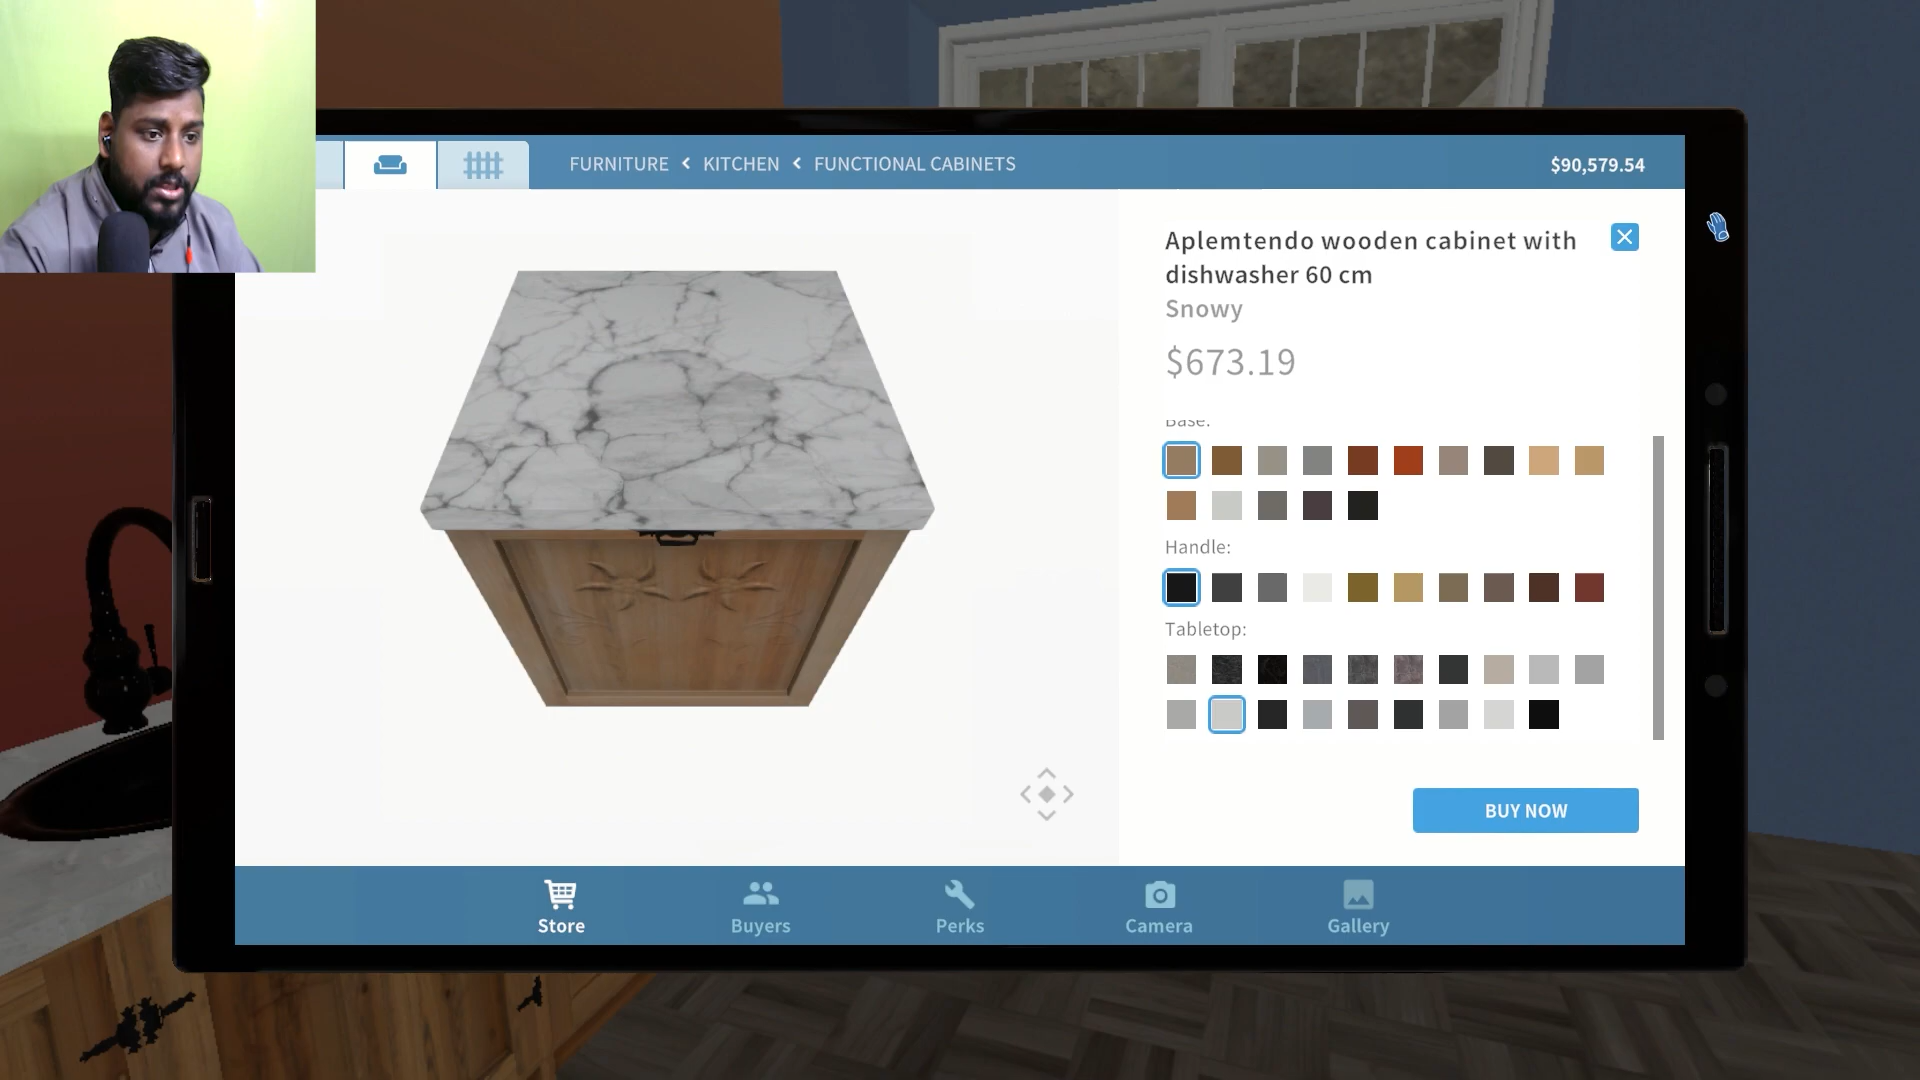 FURNITURE < KITCHEN < FUNCTIONAL CABINETS
$90,579.54
Aplemtendo wooden cabinet with
dishwasher 60 cm
Snowy
$673.19
Base:
Handle:
Tabletop:
BUY NOW
Store
Buyers
Perks
Camera
Gallery